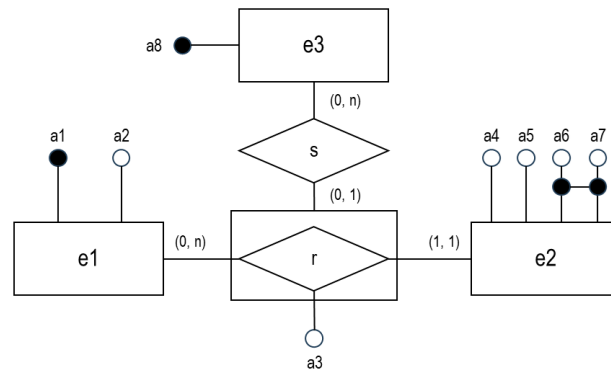 e3
a8
(0, n)
a1 a2
s
a4 a5 a6 a7
(0, 1)
e1
(0, n)
r
(1, 1)
e2
a3